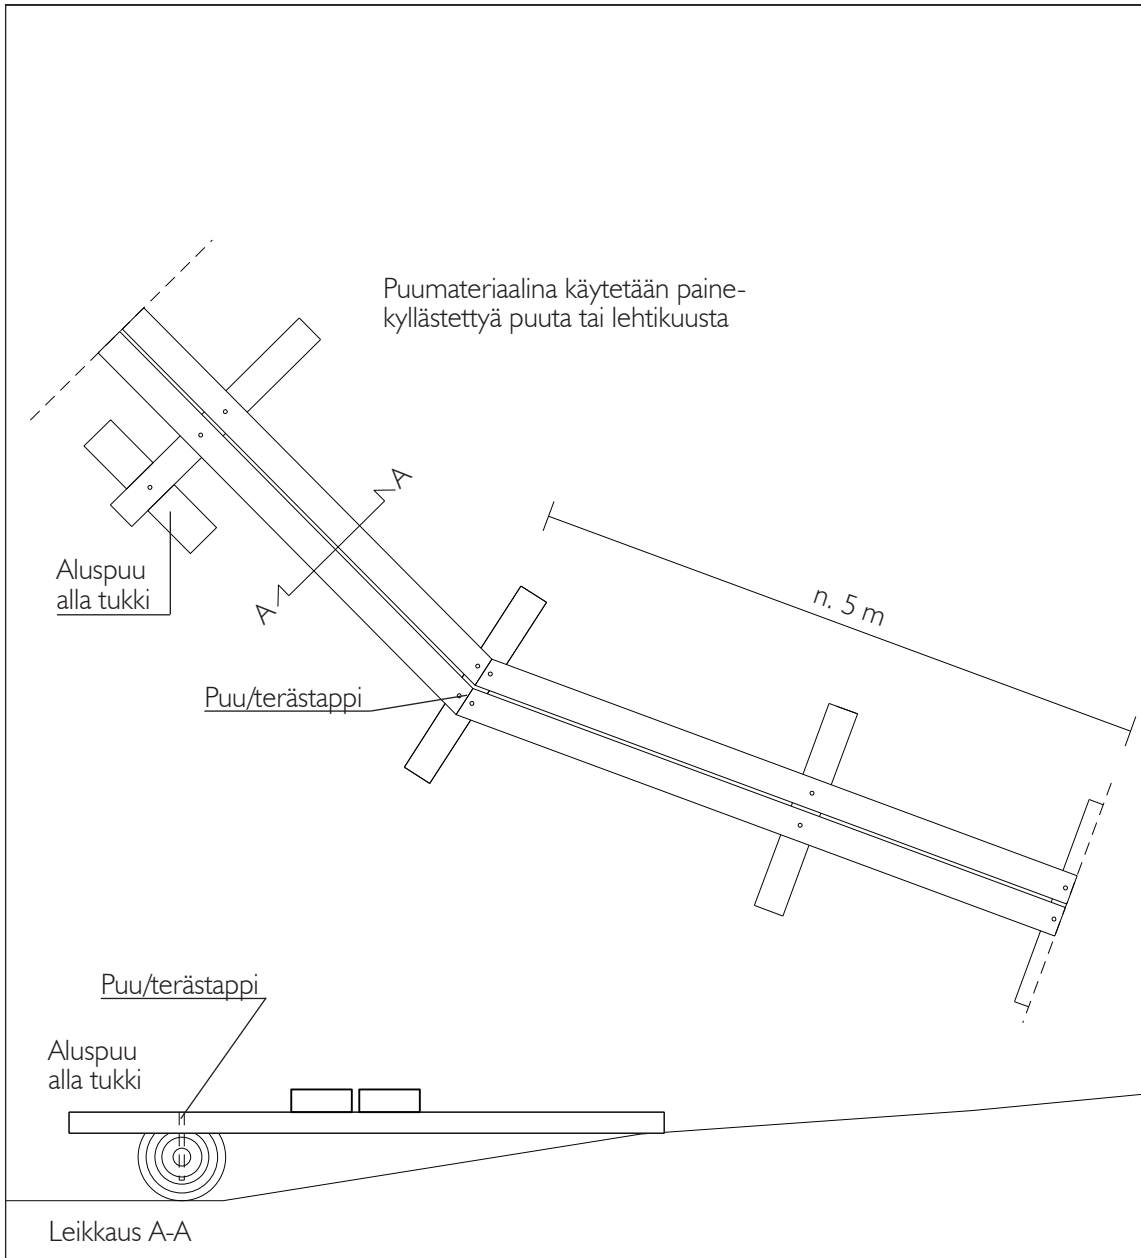 Puumateriaalina käytetään paine-
kyllästettyä puuta tai lehtikuusta
A
Aluspuu
alla tukki
A
n. 5 m
Puu/terästappi
Puu/terästappi
Aluspuu
alla tukki
Leikkaus A-A